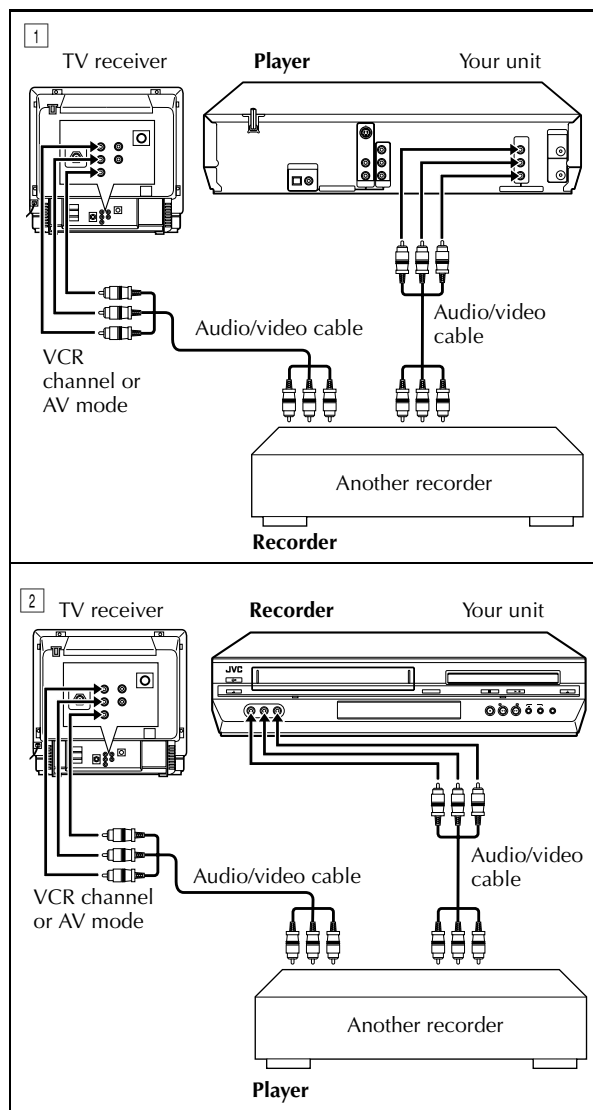 1
TV receiver
Player
Your unit
Audio/video cable
Audio/video
cable
VCR
channel or
AV mode
Another recorder
Recorder
2
TV receiver
Recorder
Your unit
JVC
Audio/video cable
Audio/video
cable
VCR channel
or AV mode
Another recorder
Player